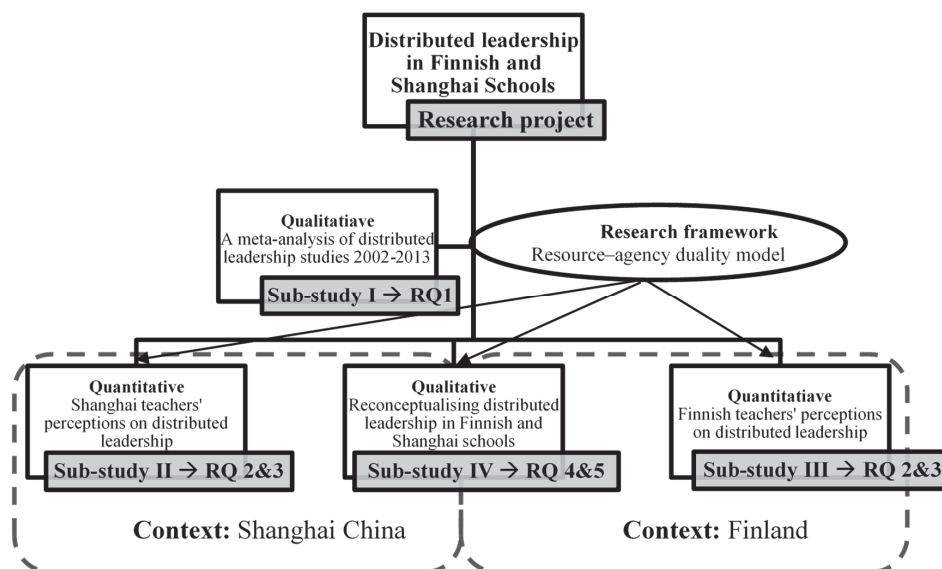 Distributed leadership
in Finnish and
Shanghai Schools
Research project
Qualitatiave
A meta-analysis of distributed
leadership studies 2002-2013
Sub-study I → RQ1
Research framework
Resource–agency duality model
Quantitative
Shanghai teachers'
perceptions on distributed
leadership
Sub-study II → RQ 2&3
Qualitative
Reconceptualising distributed
leadership in Finnish and
Shanghai schools
Sub-study IV → RQ 4&5
Quantitatiave
Finnish teachers' perceptions
on distributed leadership
Sub-study III → RQ 2&3
Context: Shanghai China
Context: Finland